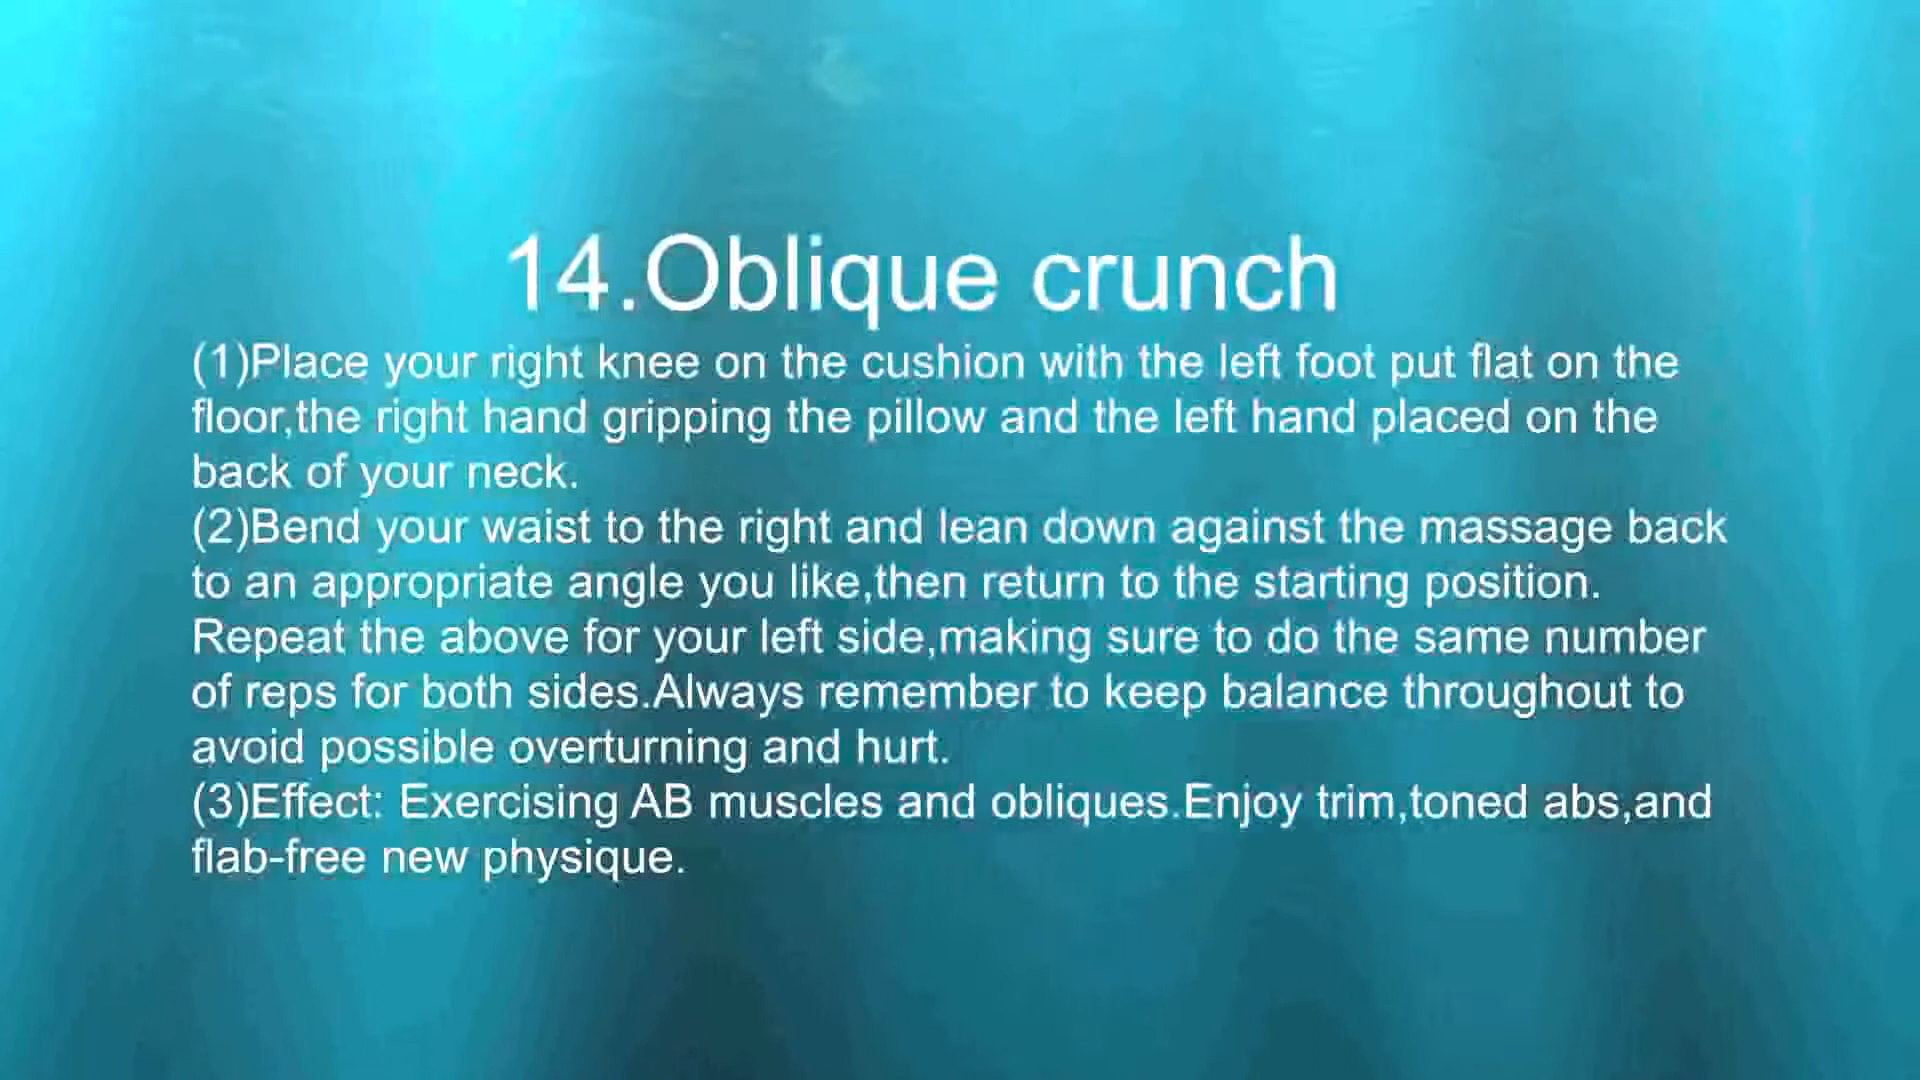 14.Oblique crunch
(1)Place your right knee on the cushion with the left foot put flat on the
floor,the right hand gripping the pillow and the left hand placed on the
back of your neck.
(2)Bend your waist to the right and lean down against the massage back
to an appropriate angle you like,then return to the starting position.
Repeat the above for your left side,making sure to do the same number
of reps for both sides.Always remember to keep balance throughout to
avoid possible overturning and hurt.
(3)Effect: Exercising AB muscles and obliques.Enjoy trim,toned abs,and
flab-free new physique.